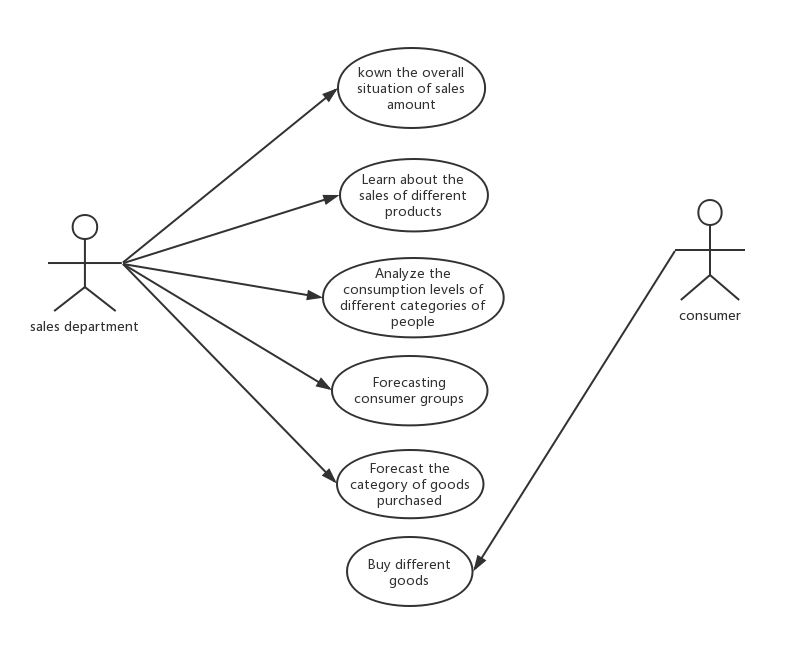 kown the overall
situation of sales
amount
Learn about the
sales of different
products
Analyze the
consumption levels of
different categories of
people
sales department
consumer
Forecasting
consumer groups
Forecast the
category of goods
purchased
Buy different
goods